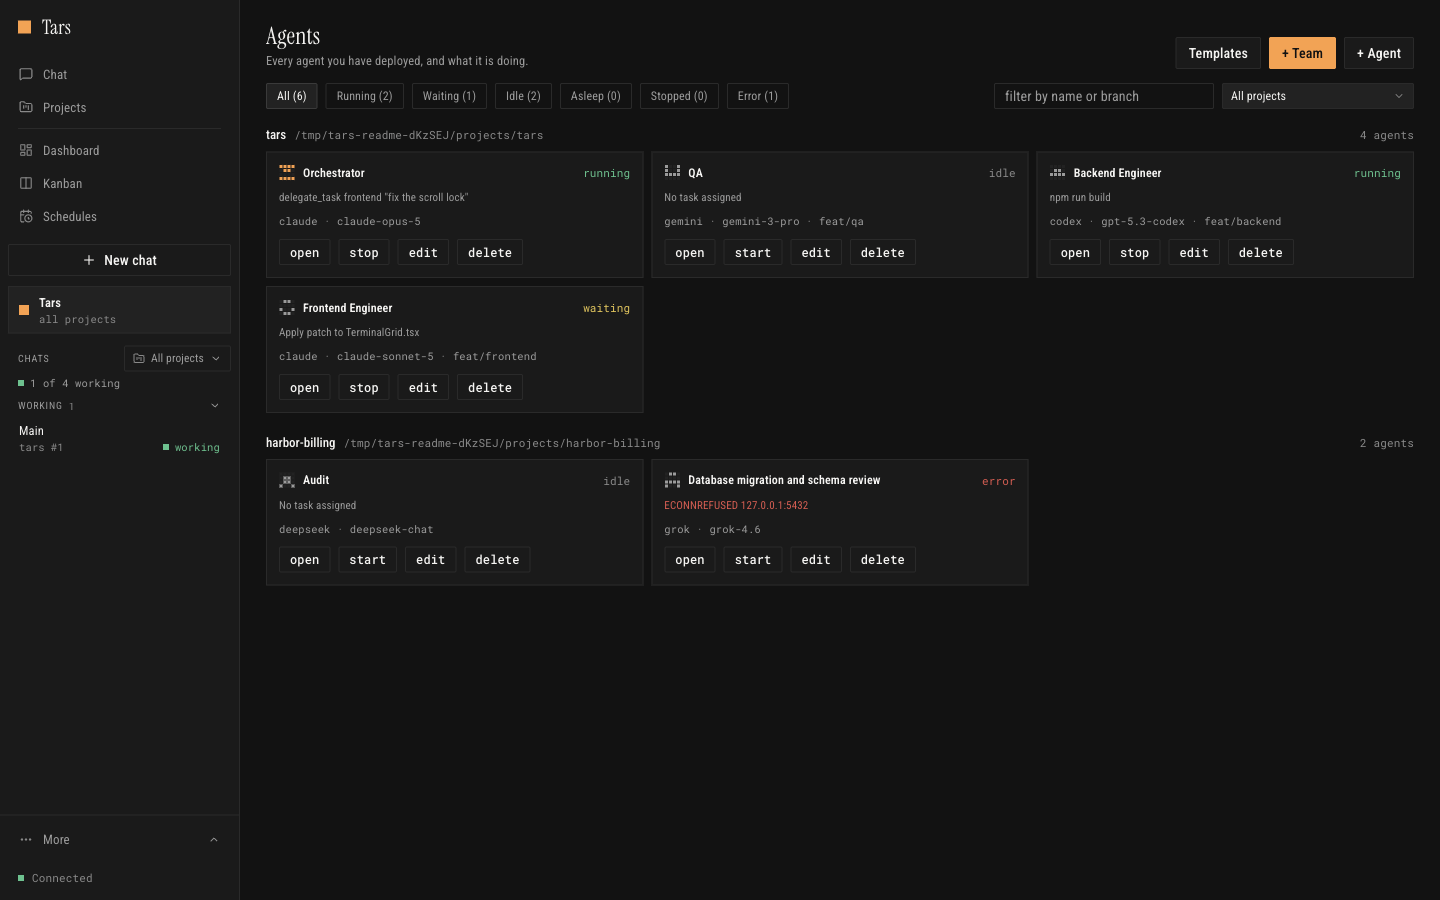 Tars
Chat
Projects
Dashboard
Kanban
Schedules
New chat
Tars
all projects
CHATS
All projects
1 of 4 working
WORKING 1
Main
tars #1
working
More
Connected
Agents
Every agent you have deployed, and what it is doing.
Templates
+ Team
+ Agent
All (6)
Running (2)
Waiting (1)
Idle (2)
Asleep (0)
Stopped (0)
Error (1)
filter by name or branch
All projects
tars /tmp/tars-readme-dKzSEJ/projects/tars
4 agents
Orchestrator
running
delegate_task frontend "fix the scroll lock"
claude · claude-opus-5
open stop edit delete
QA
idle
No task assigned
gemini · gemini-3-pro · feat/qa
open start edit delete
Backend Engineer
running
npm run build
codex · gpt-5.3-codex · feat/backend
open stop edit delete
Frontend Engineer
waiting
Apply patch to TerminalGrid.tsx
claude · claude-sonnet-5 · feat/frontend
open stop edit delete
harbor-billing /tmp/tars-readme-dKzSEJ/projects/harbor-billing
2 agents
Audit
idle
No task assigned
deepseek · deepseek-chat
open start edit delete
Database migration and schema review
error
ECONNREFUSED 127.0.0.1:5432
grok · grok-4.6
open start edit delete